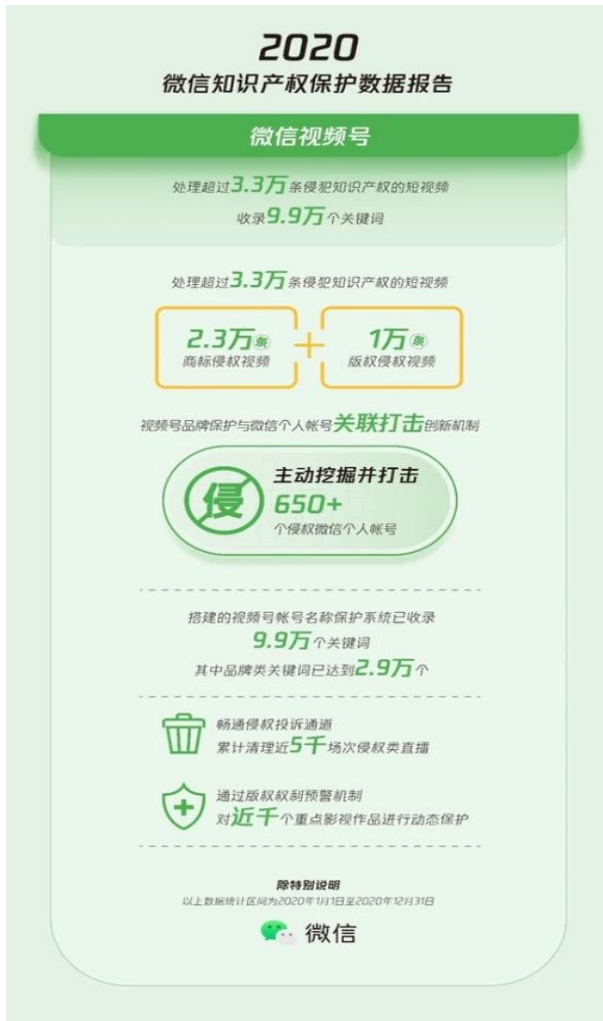 2020
微信知识产权保护数据报告
微信视频号
处理超过3.3万条侵犯知识产权的短视频
收录9.9万个关键词
处理超过3.3万条侵犯知识产权的短视频
2.3万条
商标侵权视频
+
1万条
版权侵权视频
视频号品牌保护与微信个人帐号关联打击创新机制
侵
主动挖掘并打击
650+
个侵权微信个人帐号
搭建的视频号帐号名称保护系统已收录
9.9万个关键词
其中品牌类关键词已达到2.9万个
畅通侵权投诉通道
累计清理近5千场次侵权类直播
通过版权权利预警机制
对近千个重点影视作品进行动态保护
除特别说明
以上数据统计区间为2020年1月1日至2020年12月31日
微信